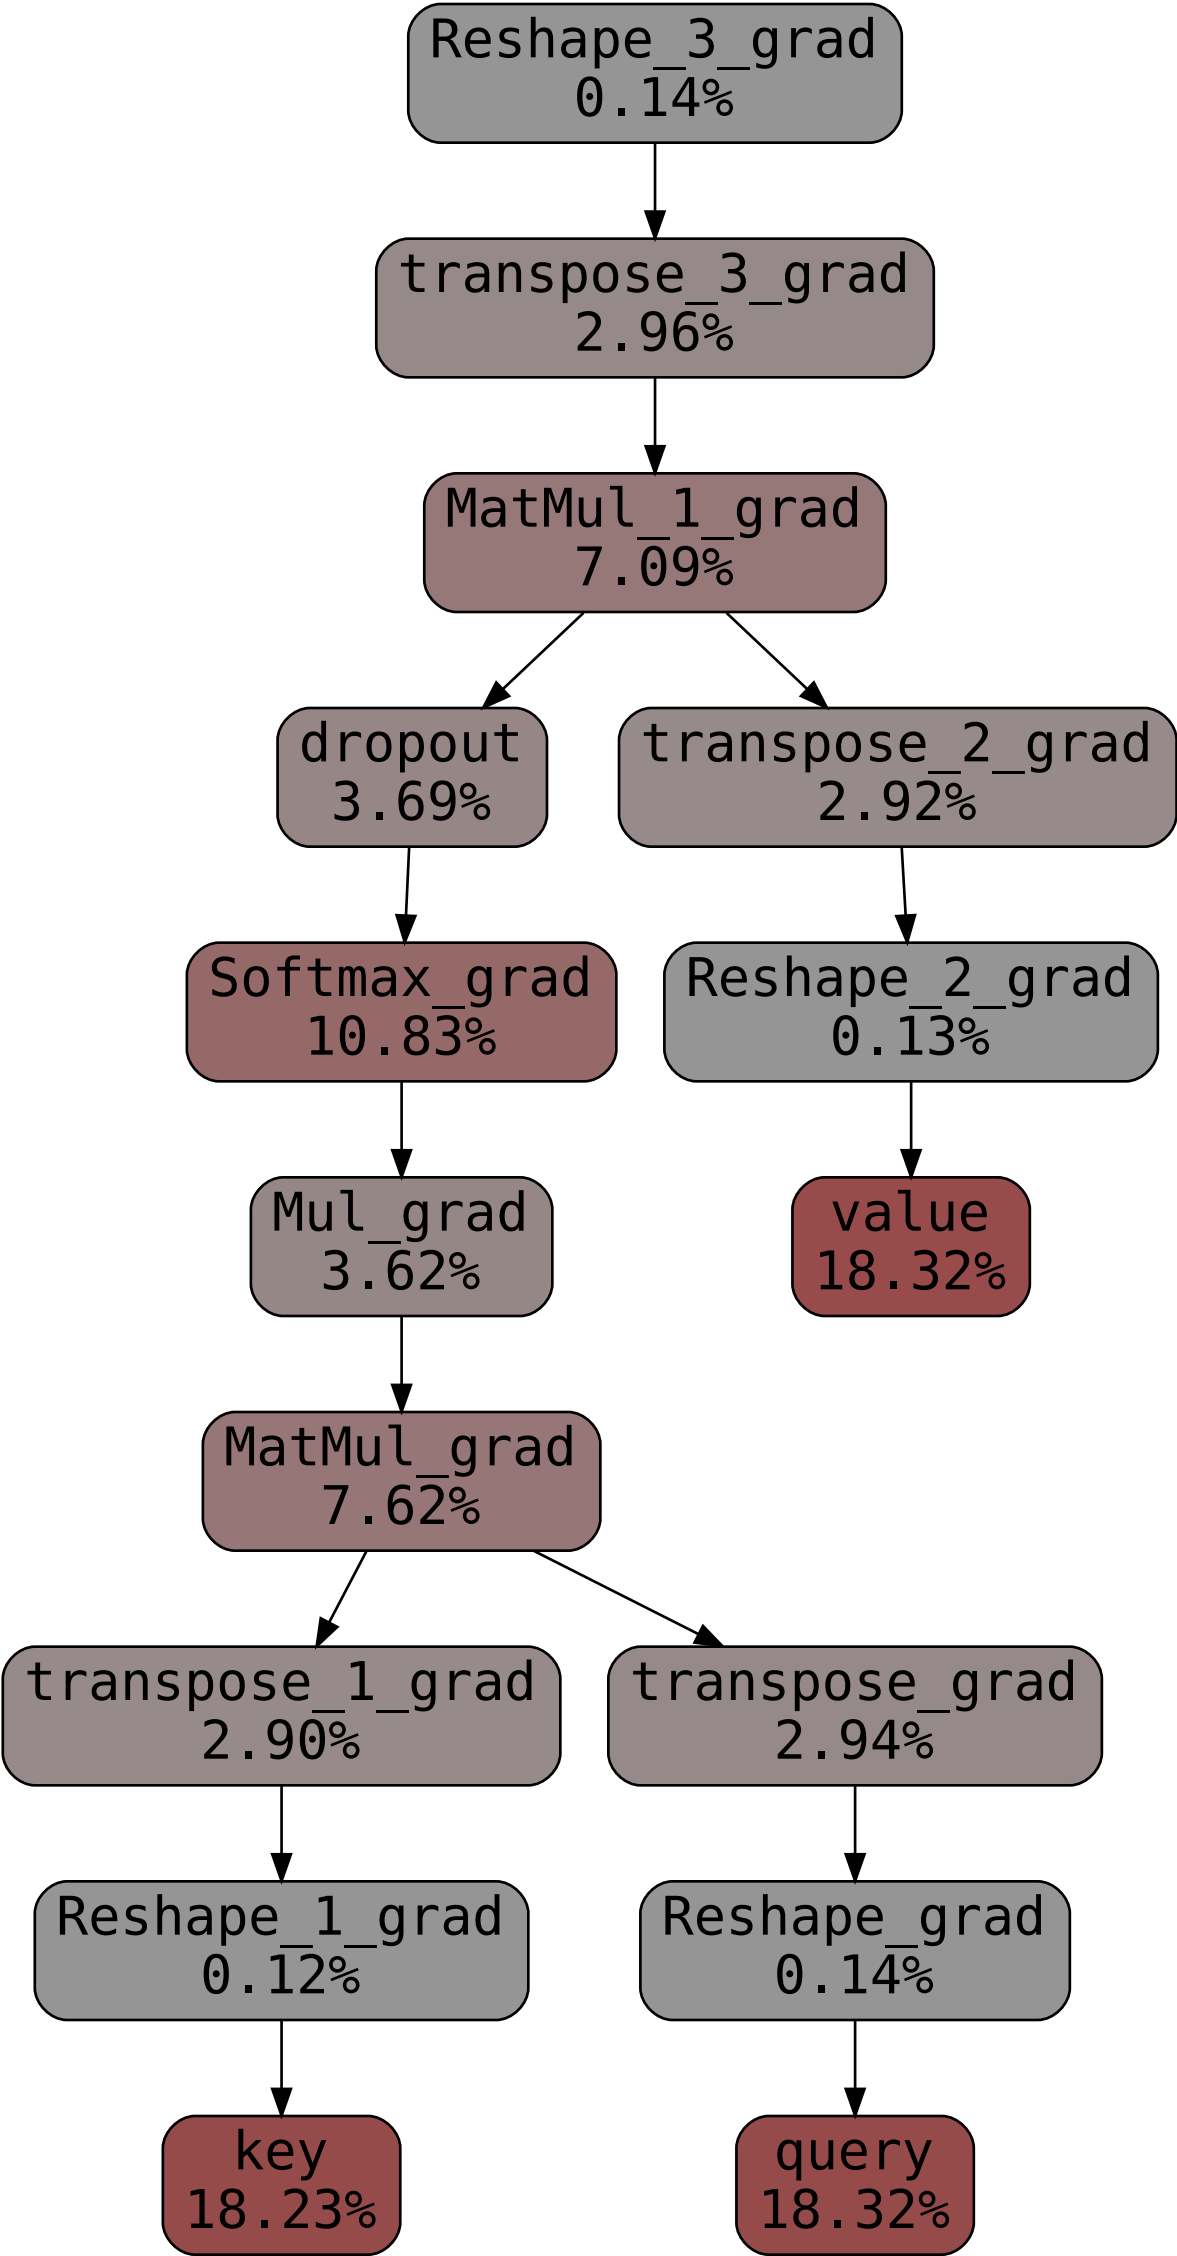 Reshape_3_grad
0.14%
transpose_3_grad
2.96%
MatMul_1_grad
7.09%
dropout
3.69%
transpose_2_grad
2.92%
Softmax_grad
10.83%
Reshape_2_grad
0.13%
Mul_grad
3.62%
value
18.32%
MatMul_grad
7.62%
transpose_1_grad
2.90%
transpose_grad
2.94%
Reshape_1_grad
0.12%
Reshape_grad
0.14%
key
18.23%
query
18.32%